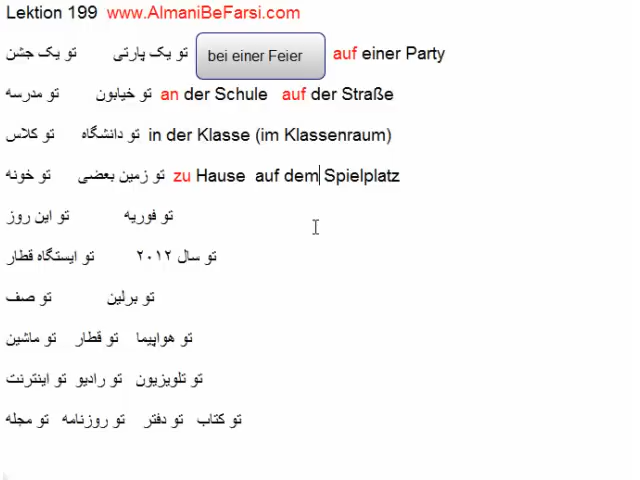 Lektion 199 www.AlmaniBeFarsi.com
تو یک جشن تو یک پارتی bei einer Feier auf einer Party
تو مدرسه تو خیابون an der Schule auf der Straße
تو کلاس تو دانشگاه in der Klasse (im Klassenraum)
تو خونه تو زمین بعضی zu Hause auf dem Spielplatz
تو این روز تو فوریه
تو ایستگاه قطار تو سال ۲۰۱۲
تو صف تو برلین
تو ماشین تو قطار تو هواپیما
تو اینترنت تو رادیو تو تلویزیون
تو مجله تو روزنامه تو دفتر تو کتاب